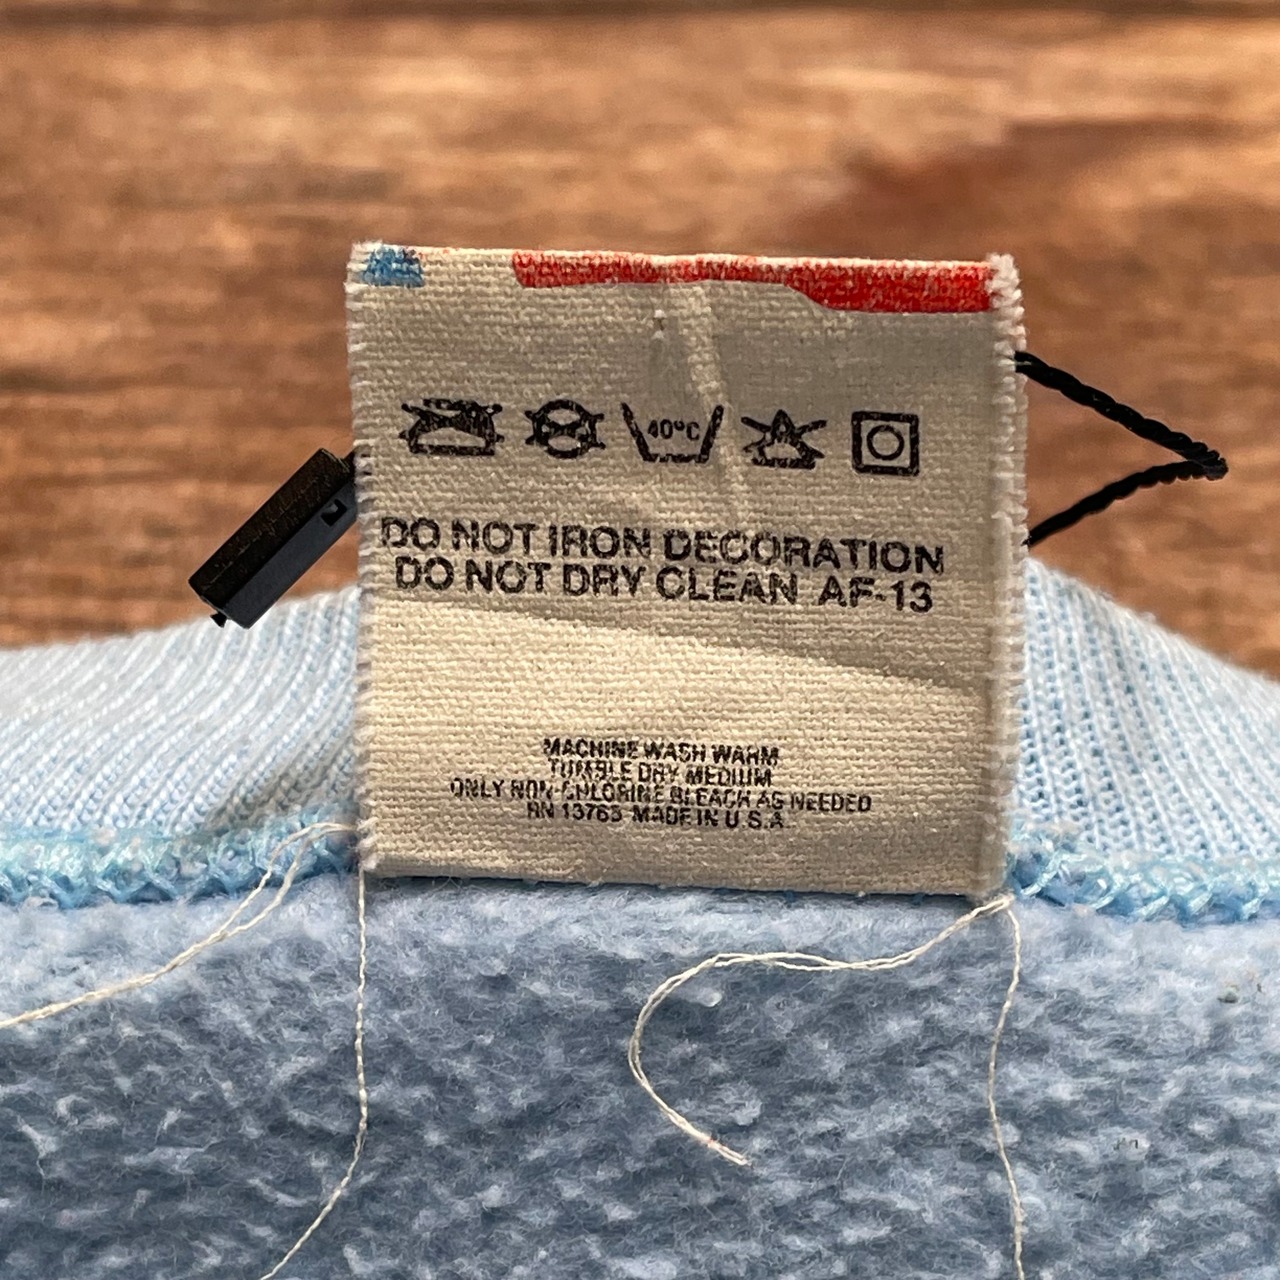 40°C
DO NOT IRON DECORATION
DO NOT DRY CLEAN AF-13
MACHINE WASH WARM
TUMBLE DRY MEDIUM
ONLY NON-CHLORINE BLEACH AS NEEDED
RN 13765 MADE IN U.S.A.